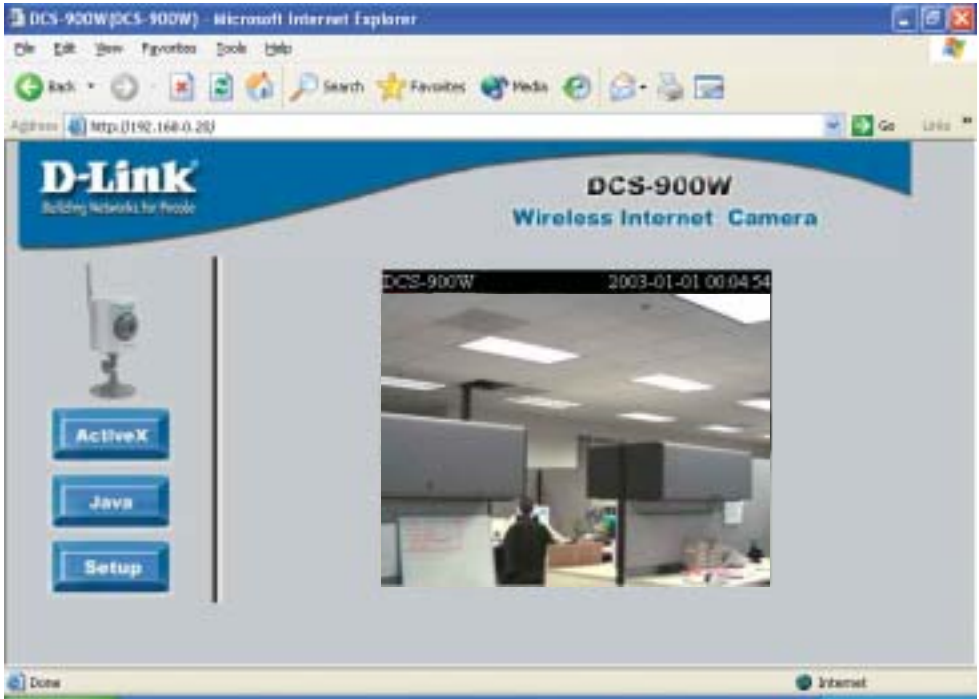 DCS-900W(DCS-900W) - Microsoft Internet Explorer
File Edit View Favorites Tools Help
Back Search Favorites Media
Address http://192.168.0.20/ Go Links »
D-Link
Building Networks for People
DCS-900W
Wireless Internet Camera
DCS-900W 2003-01-01 00:04:54
ActiveX
Java
Setup
Done Internet